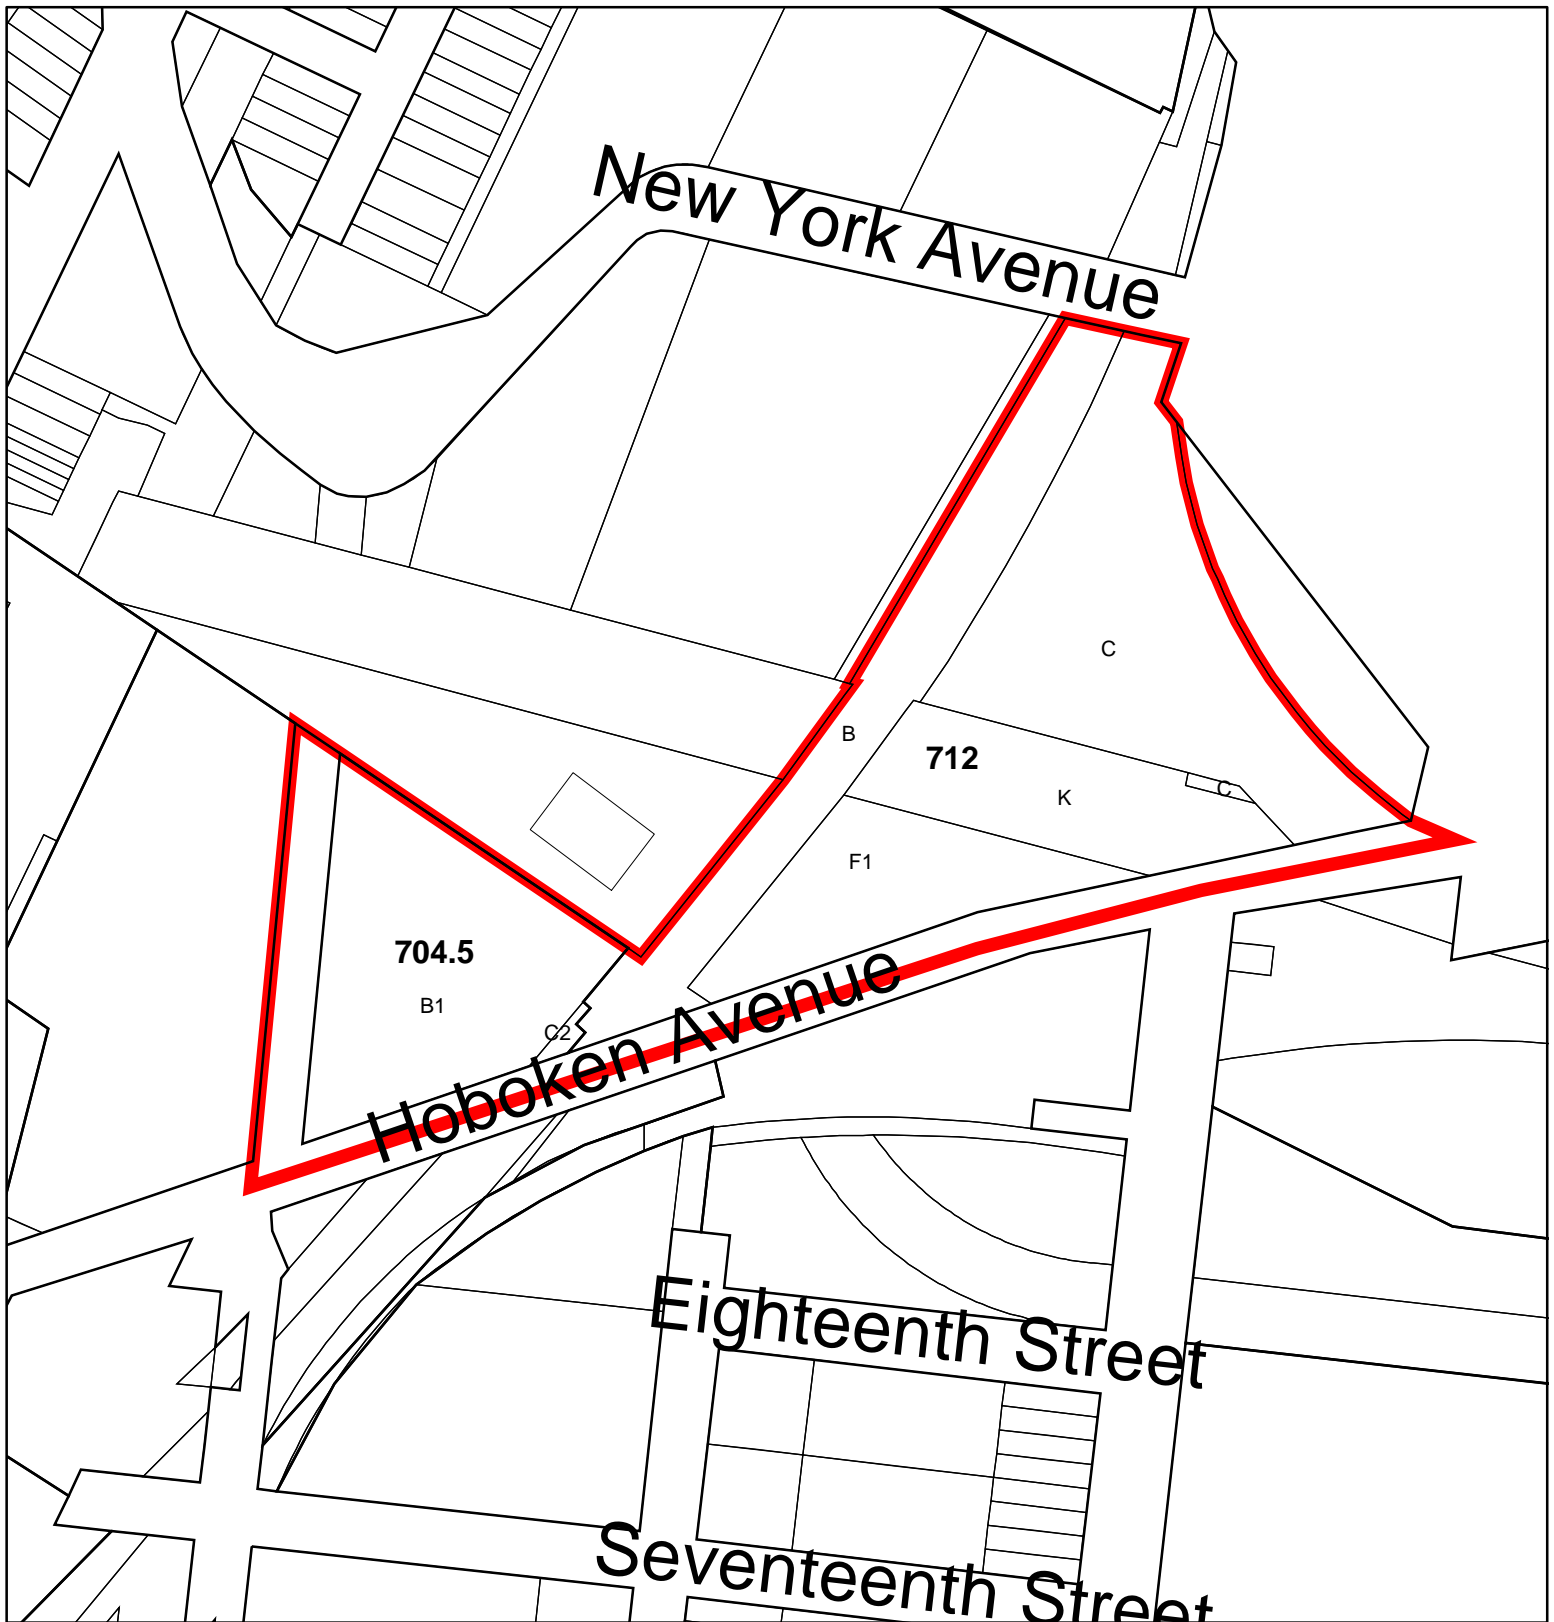 New York Avenue
C
B
712
C
K
F1
704.5
B1
C2
Hoboken Avenue
Eighteenth Street
Seventeenth Street